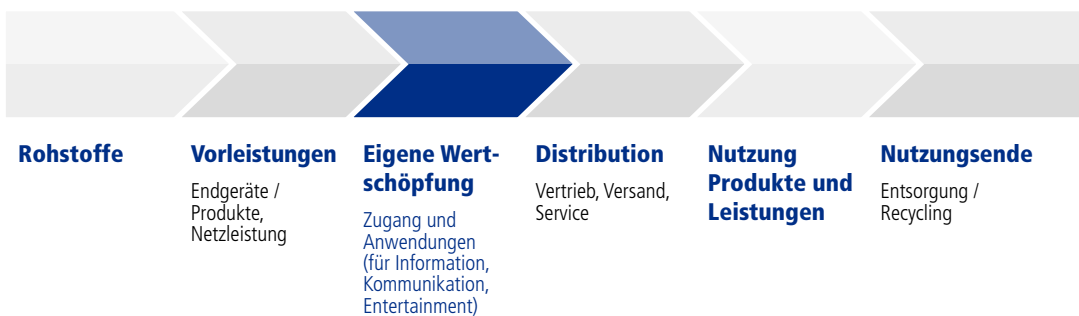 Rohstoffe
Vorleistungen
Endgeräte /
Produkte,
Netzleistung
Eigene Wert-
schöpfung
Zugang und
Anwendungen
(für Information,
Kommunikation,
Entertainment)
Distribution
Vertrieb, Versand,
Service
Nutzung
Produkte und
Leistungen
Nutzungsende
Entsorgung /
Recycling